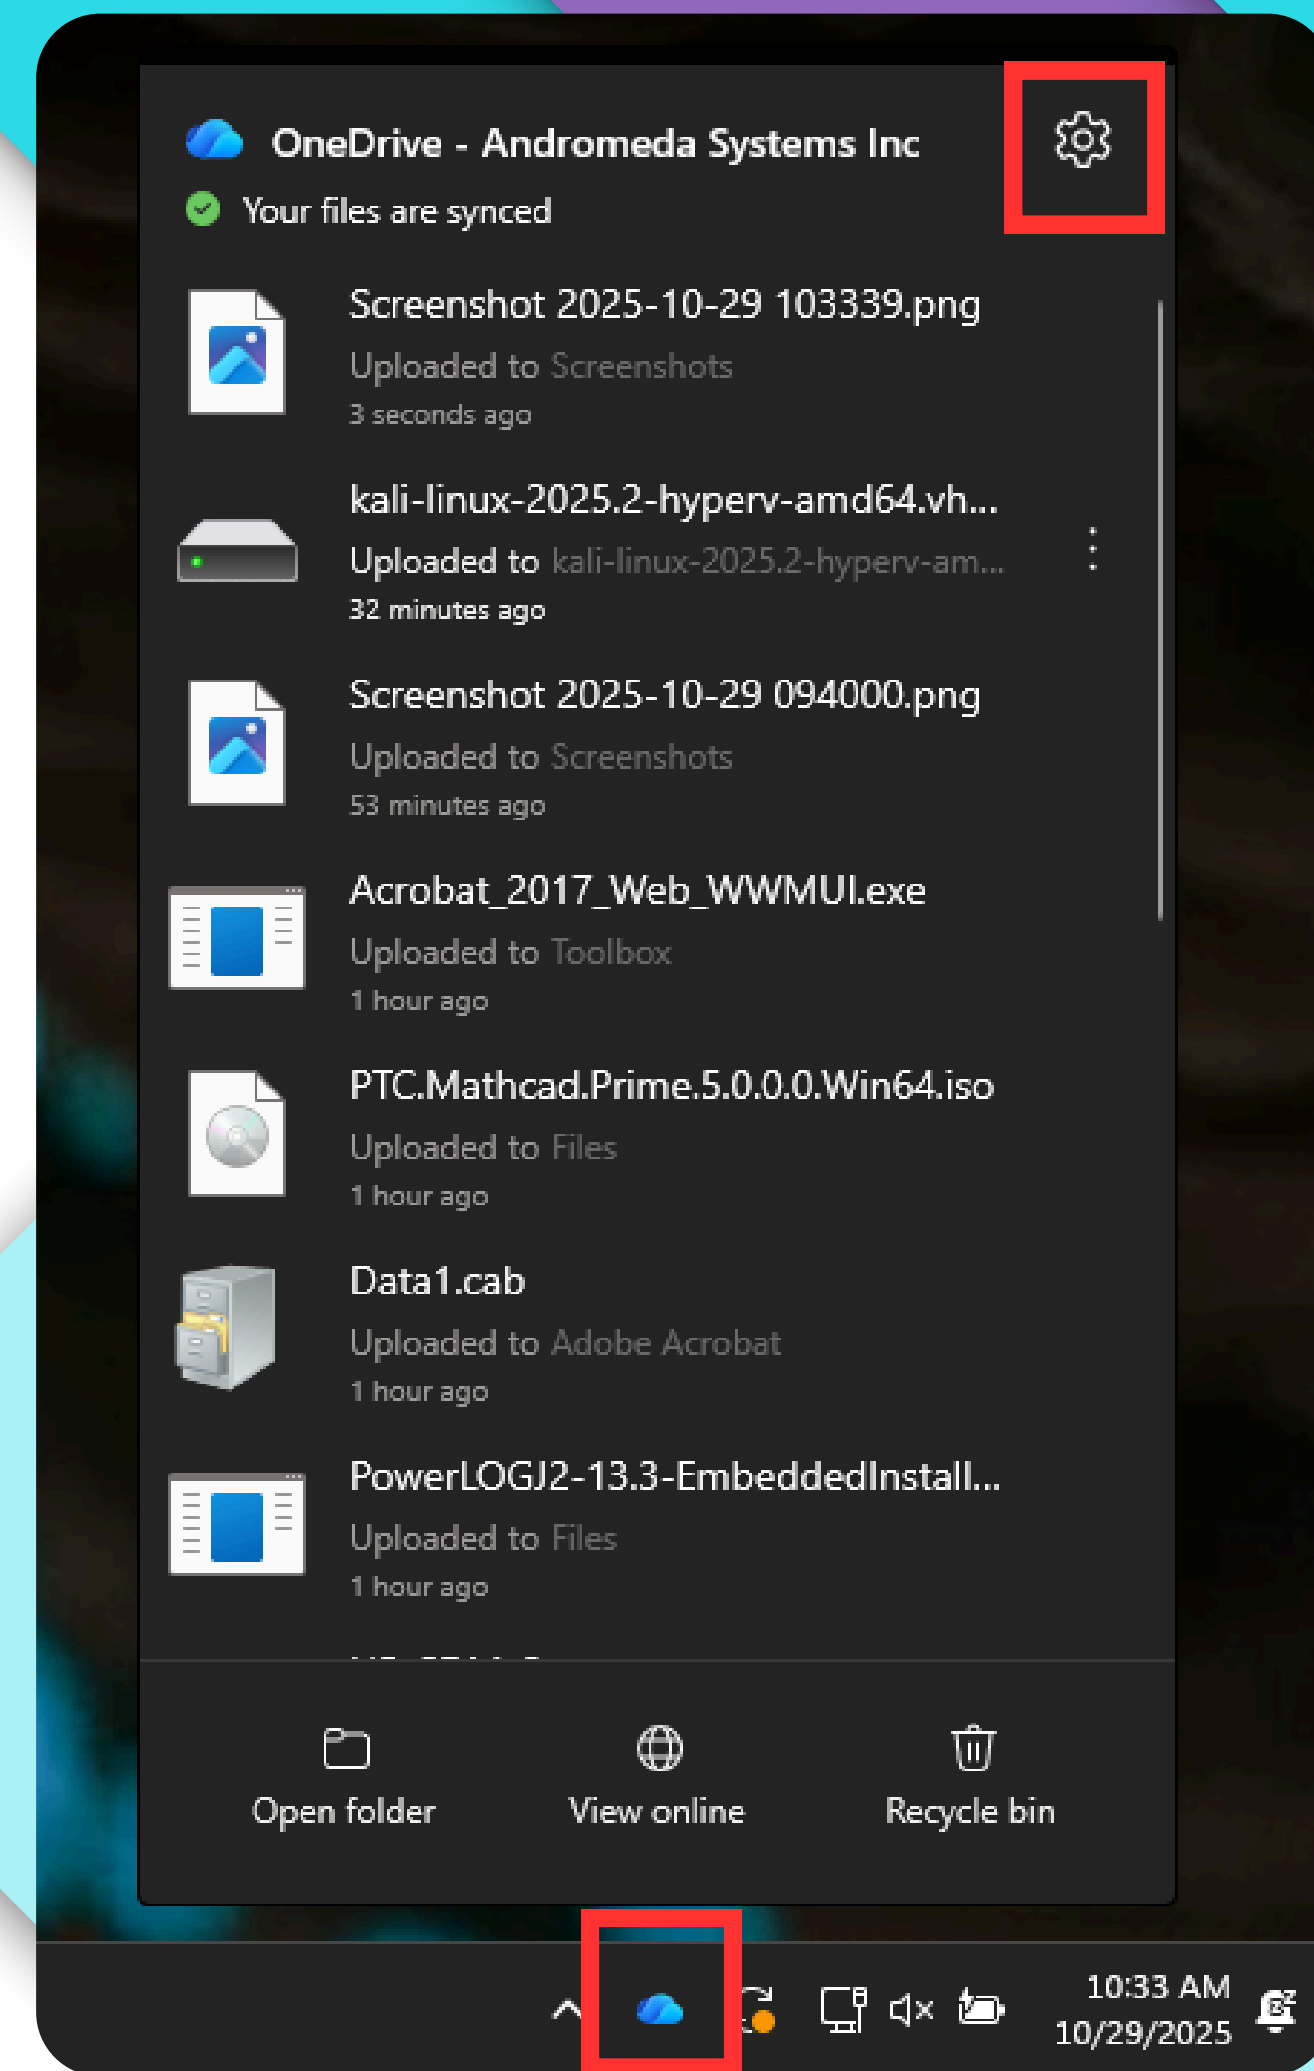 OneDrive - Andromeda Systems Inc
Your files are synced
Screenshot 2025-10-29 103339.png
Uploaded to Screenshots
3 seconds ago
kali-linux-2025.2-hyperv-amd64.vh...
Uploaded to kali-linux-2025.2-hyperv-am...
32 minutes ago
Screenshot 2025-10-29 094000.png
Uploaded to Screenshots
53 minutes ago
Acrobat_2017_Web_WWMUI.exe
Uploaded to Toolbox
1 hour ago
PTC.Mathcad.Prime.5.0.0.0.Win64.iso
Uploaded to Files
1 hour ago
Data1.cab
Uploaded to Adobe Acrobat
1 hour ago
PowerLOGJ2-13.3-EmbeddedInstall...
Uploaded to Files
1 hour ago
Open folder
View online
Recycle bin
10:33 AM
10/29/2025